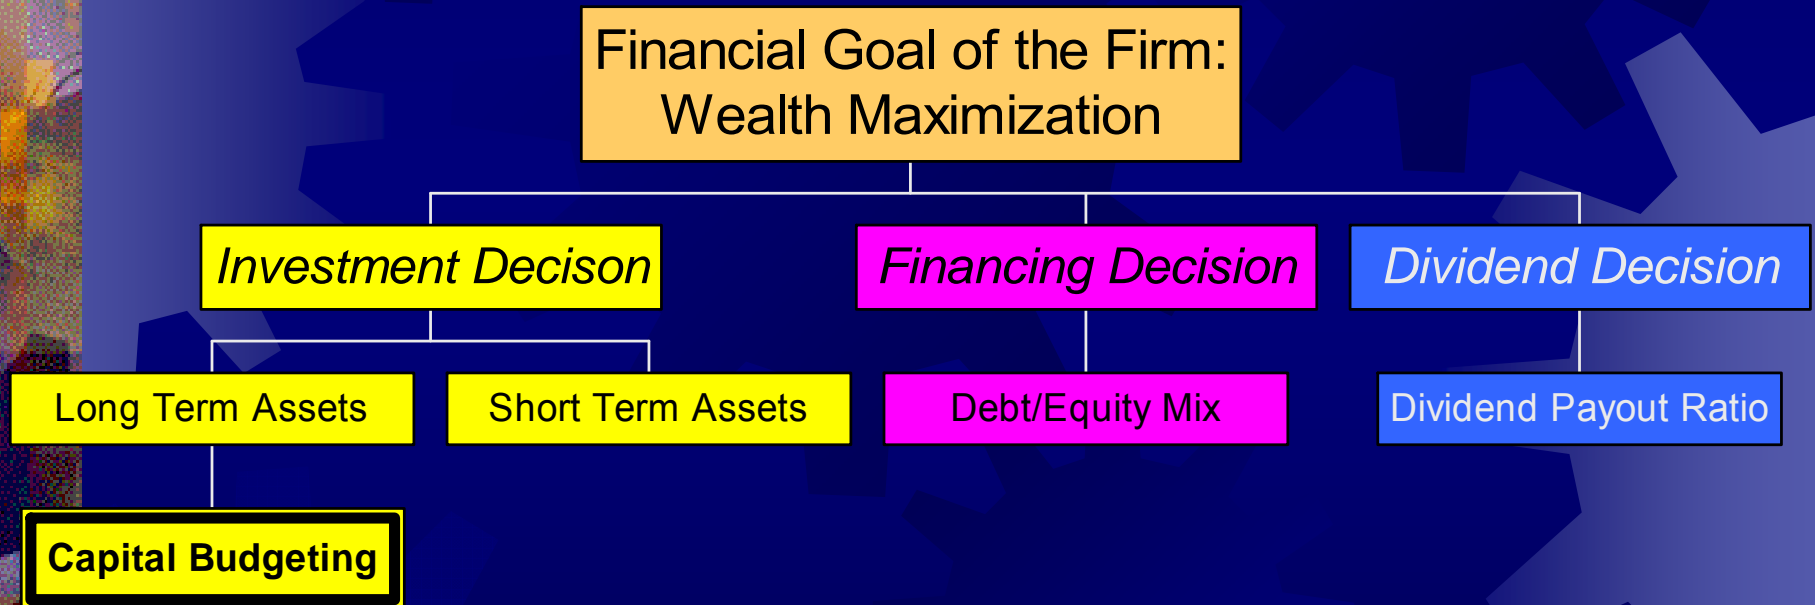 Financial Goal of the Firm:
Wealth Maximization
Investment Decison
Financing Decision
Dividend Decision
Long Term Assets
Short Term Assets
Debt/Equity Mix
Dividend Payout Ratio
Capital Budgeting